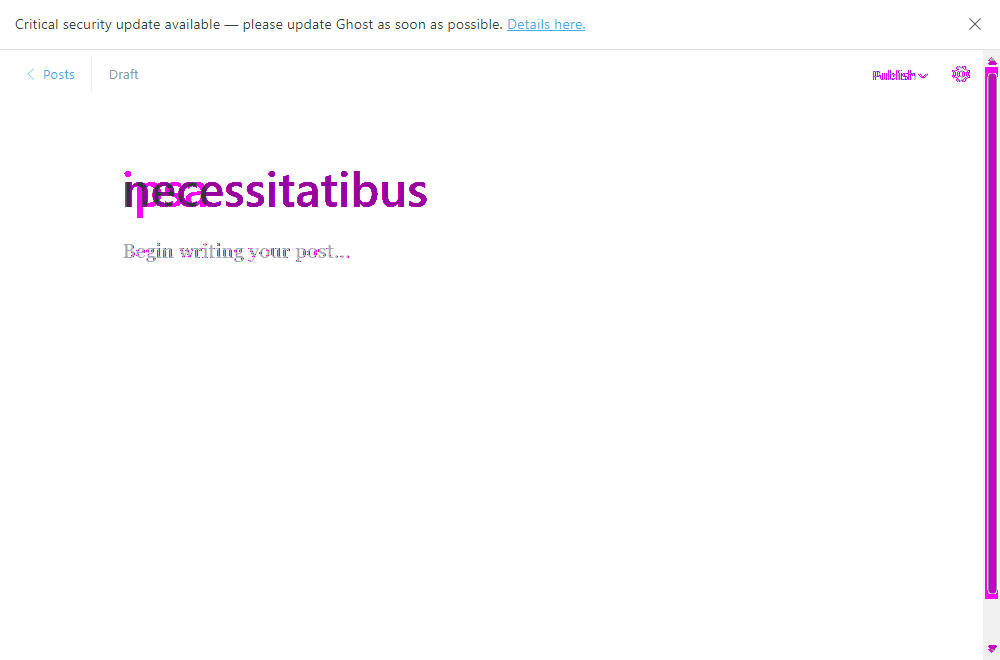 Critical security update available — please update Ghost as soon as possible. Details here.
Posts
Draft
Publish
necessitatibus
Begin writing your post...